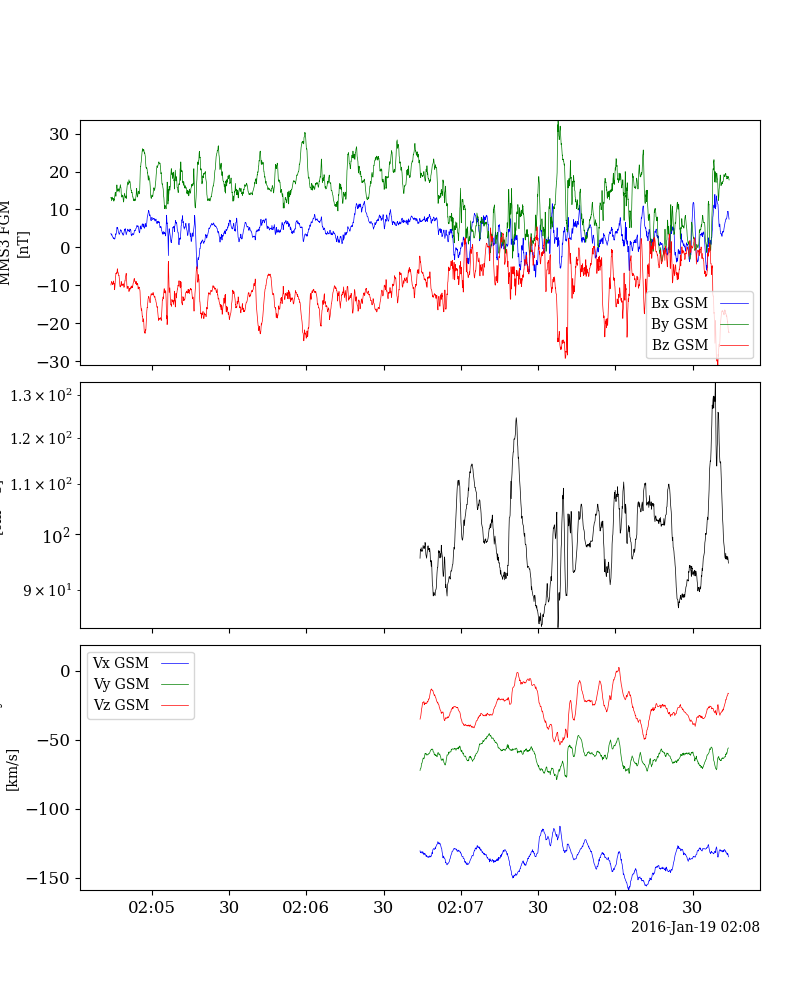 30
20
10
0
−10
−20
−30
MMS3 FGM
[nT]
Bx GSM
By GSM
Bz GSM
1.3 × 10²
1.2 × 10²
1.1 × 10²
10²
9 × 10¹
Vx GSM
Vy GSM
Vz GSM
0
−50
−100
−150
[km/s]
02:05 30 02:06 30 02:07 30 02:08 30
2016-Jan-19 02:08